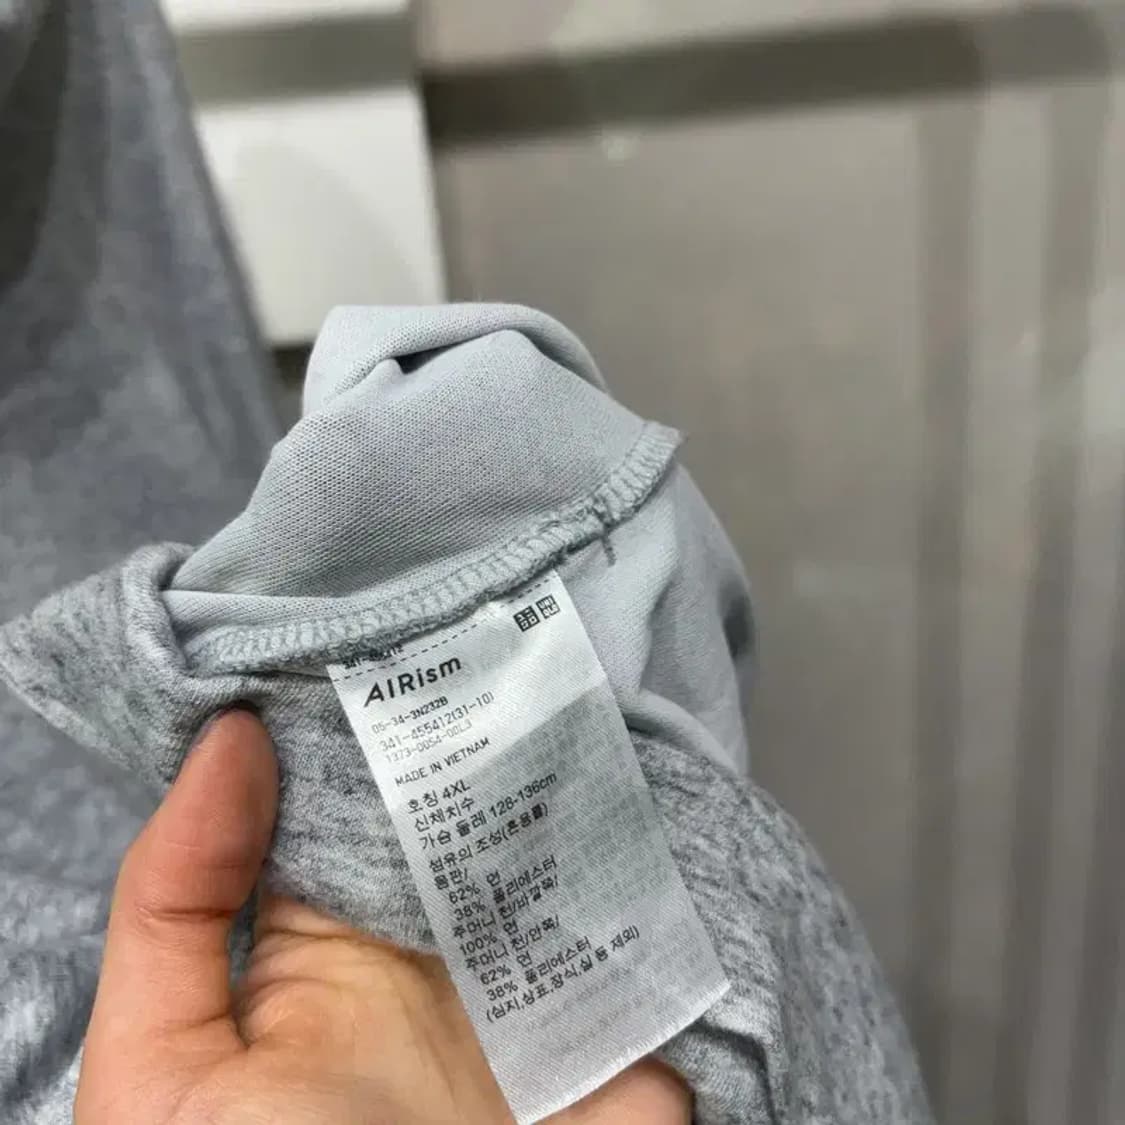 UNI
QLO
AIRism
05-34-3N232B
341-455412(31-10)
1373-0054-00L3
MADE IN VIETNAM
호칭 4XL
신체치수
가슴 둘레 128-136cm
섬유의 조성(혼용률)
몸판/
62% 면
38% 폴리에스터
주머니 천/바깥쪽/
100% 면
주머니 천/안쪽/
62% 면
38% 폴리에스터
(심지,상표,장식,실 등 제외)